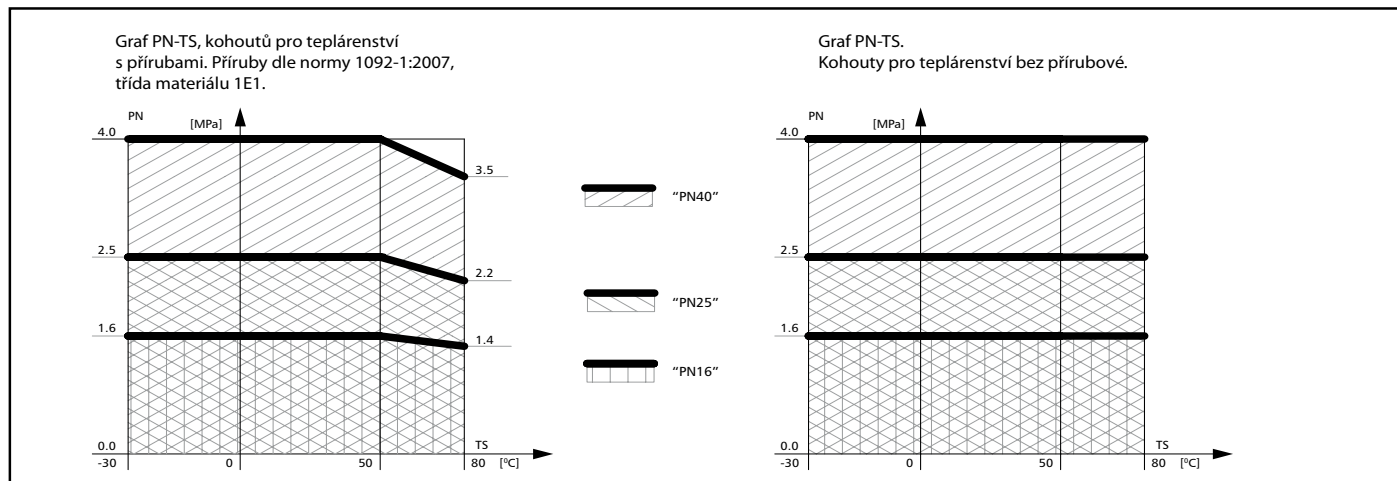 Graf PN-TS, kohoutů pro teplárenství
s přírubami. Příruby dle normy 1092-1:2007,
třída materiálu 1E1.
PN
[MPa]
4.0
3.5
2.5
2.2
1.6
1.4
0.0
TS
-30
0
50
80
[⁰C]
"PN40"
"PN25"
"PN16"
Graf PN-TS.
Kohouty pro teplárenství bez přírubové.
PN
[MPa]
4.0
2.5
1.6
0.0
TS
-30
0
50
80
[⁰C]